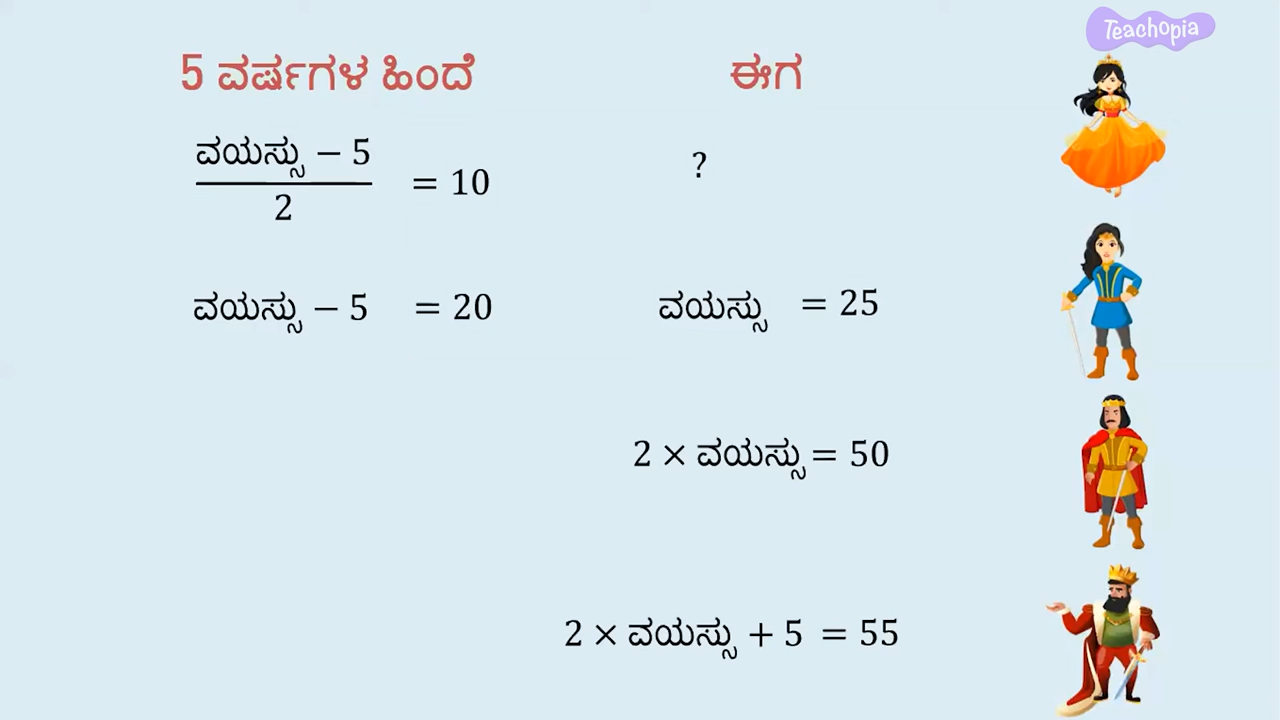 Teachopia
5 ವರ್ಷಗಳ ಹಿಂದೆ ಈಗ
ವಯಸ್ಸು − 5
2
= 10 ?
ವಯಸ್ಸು − 5 = 20 ವಯಸ್ಸು = 25
2 × ವಯಸ್ಸು = 50
2 × ವಯಸ್ಸು + 5 = 55